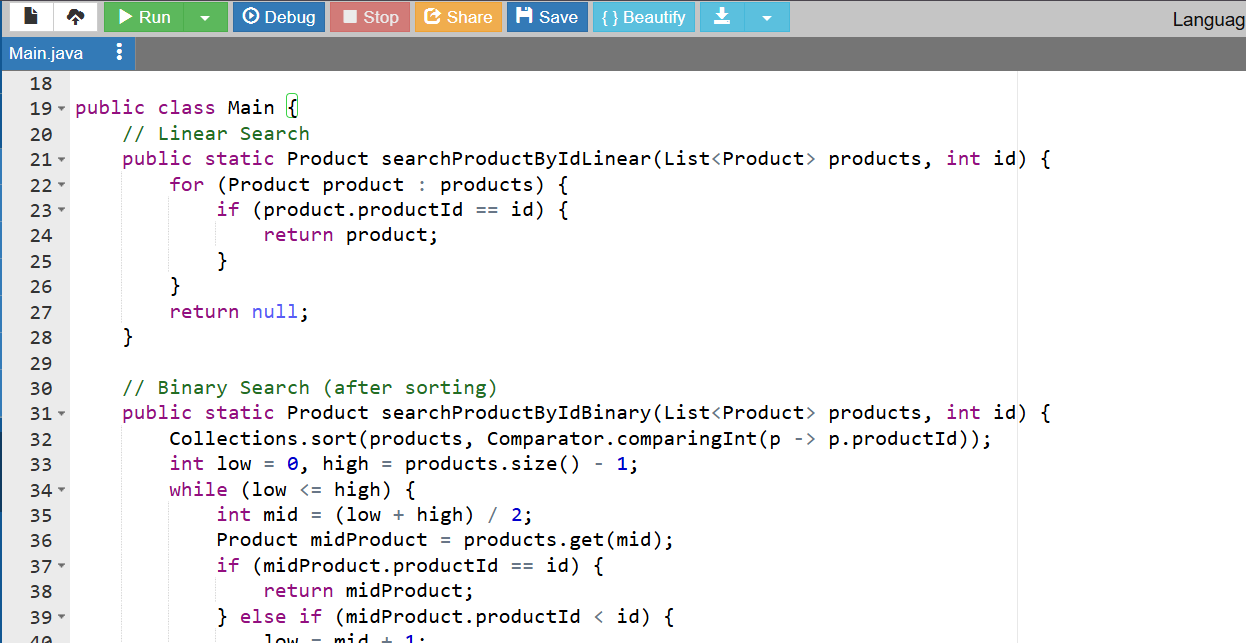 Run Debug Stop Share Save { } Beautify Languag
Main.java
18
19 public class Main {
20     // Linear Search
21     public static Product searchProductByIdLinear(List<Product> products, int id) {
22         for (Product product : products) {
23             if (product.productId == id) {
24                 return product;
25             }
26         }
27         return null;
28     }
29
30     // Binary Search (after sorting)
31     public static Product searchProductByIdBinary(List<Product> products, int id) {
32         Collections.sort(products, Comparator.comparingInt(p -> p.productId));
33         int low = 0, high = products.size() - 1;
34         while (low <= high) {
35             int mid = (low + high) / 2;
36             Product midProduct = products.get(mid);
37             if (midProduct.productId == id) {
38                 return midProduct;
39             } else if (midProduct.productId < id) {
40                 low = mid + 1;